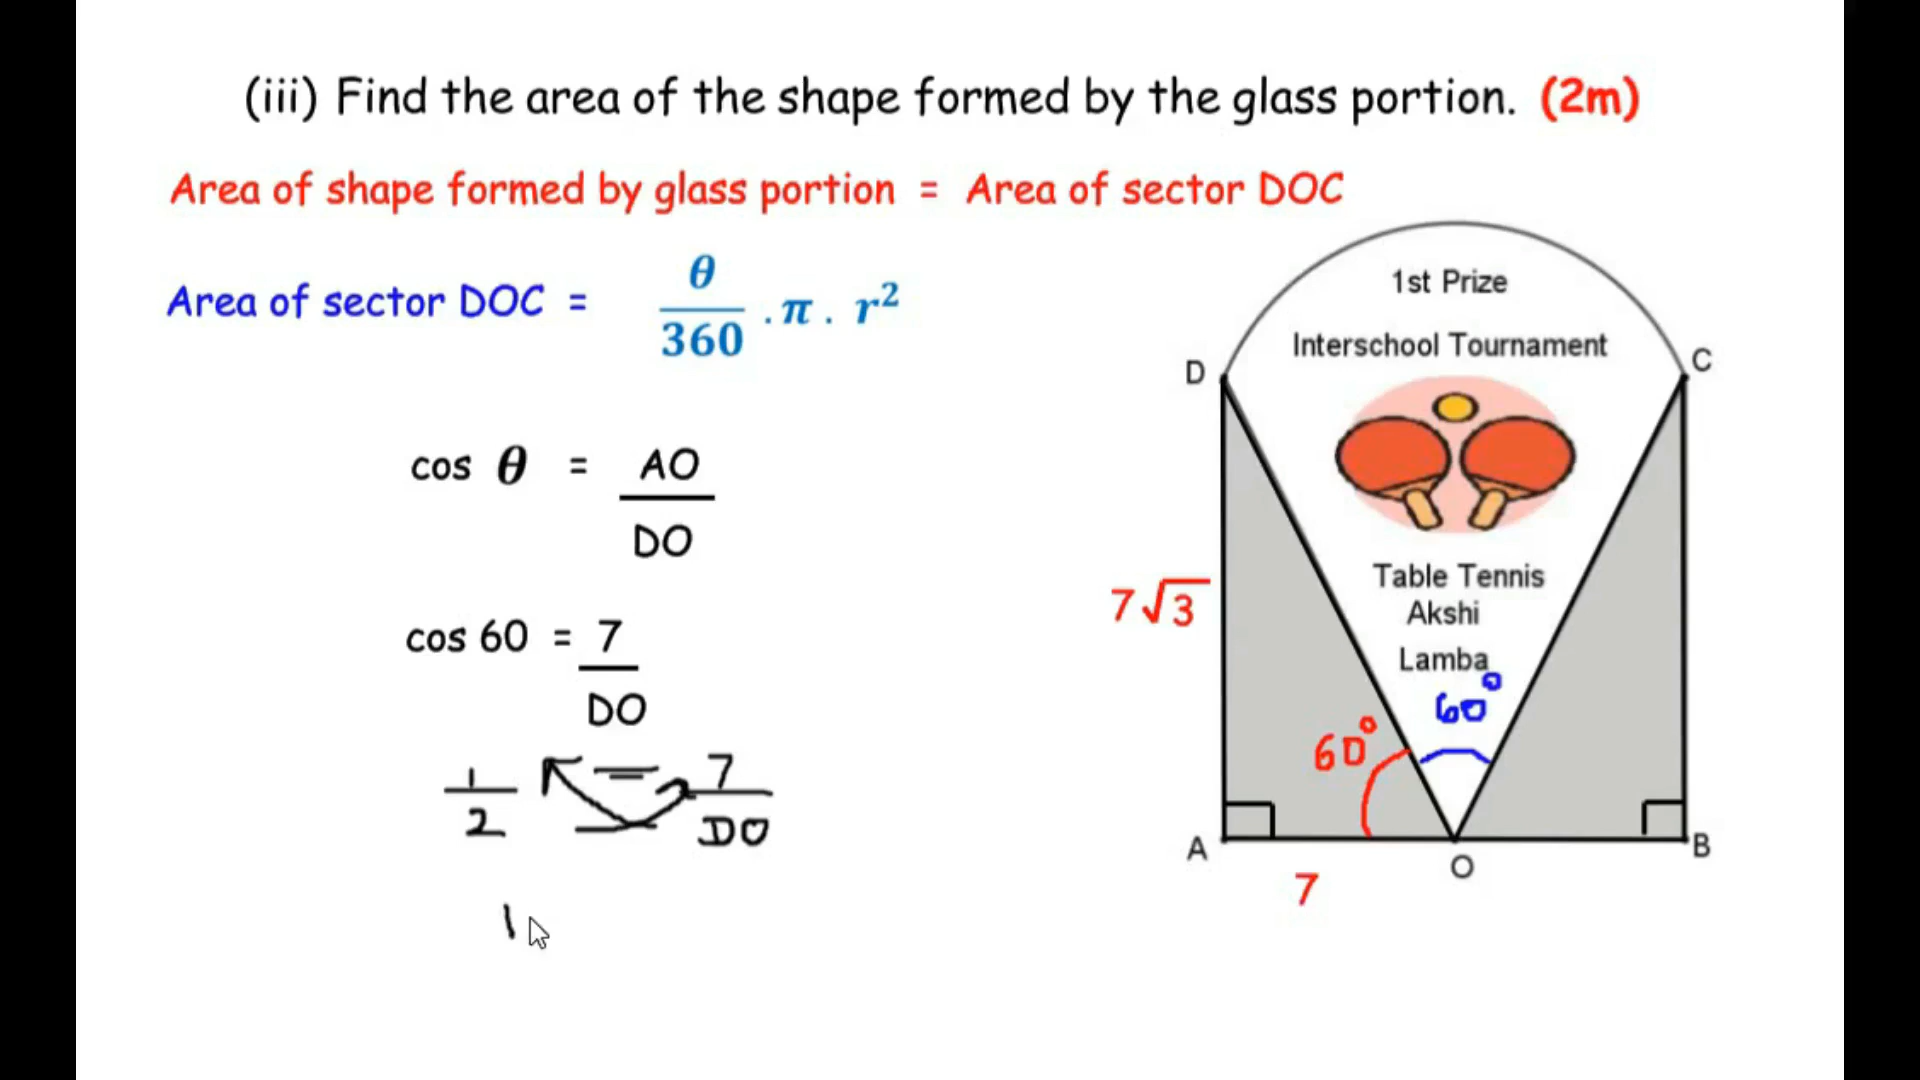 (iii) Find the area of the shape formed by the glass portion. (2m)
Area of shape formed by glass portion = Area of sector DOC
Area of sector DOC = θ/360 . π . r²
cos θ = AO/DO
cos 60 = 7/DO
1/2 = 7/DO
1
1st Prize
Interschool Tournament
D
C
7√3
Table Tennis
Akshi
Lamba
60°
60°
A
O
B
7